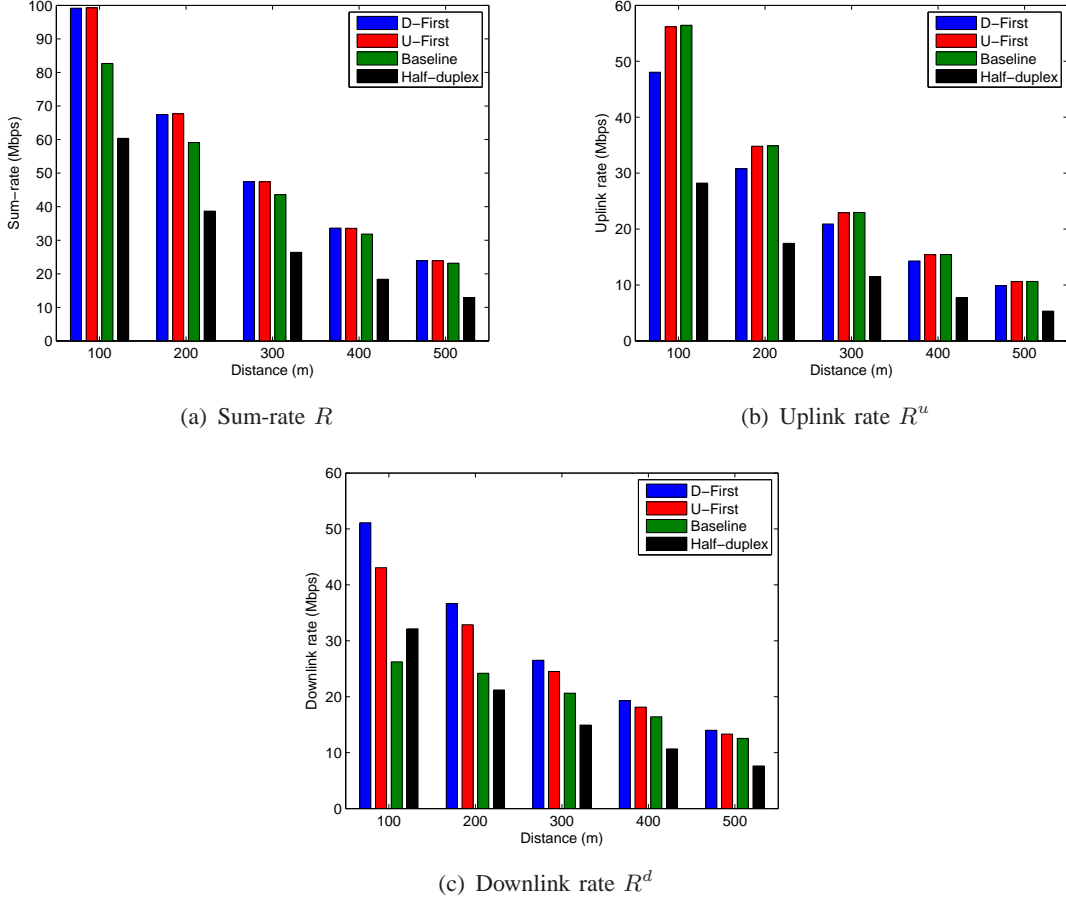 100
90
80
70
60
50
40
30
20
10
0
Sum−rate (Mbps)
100 200 300 400 500
Distance (m)
D−First
U−First
Baseline
Half−duplex
(a) Sum-rate R
60
50
40
30
20
10
0
Uplink rate (Mbps)
100 200 300 400 500
Distance (m)
D−First
U−First
Baseline
Half−duplex
(b) Uplink rate R^u
60
50
40
30
20
10
0
Downlink rate (Mbps)
100 200 300 400 500
Distance (m)
D−First
U−First
Baseline
Half−duplex
(c) Downlink rate R^d